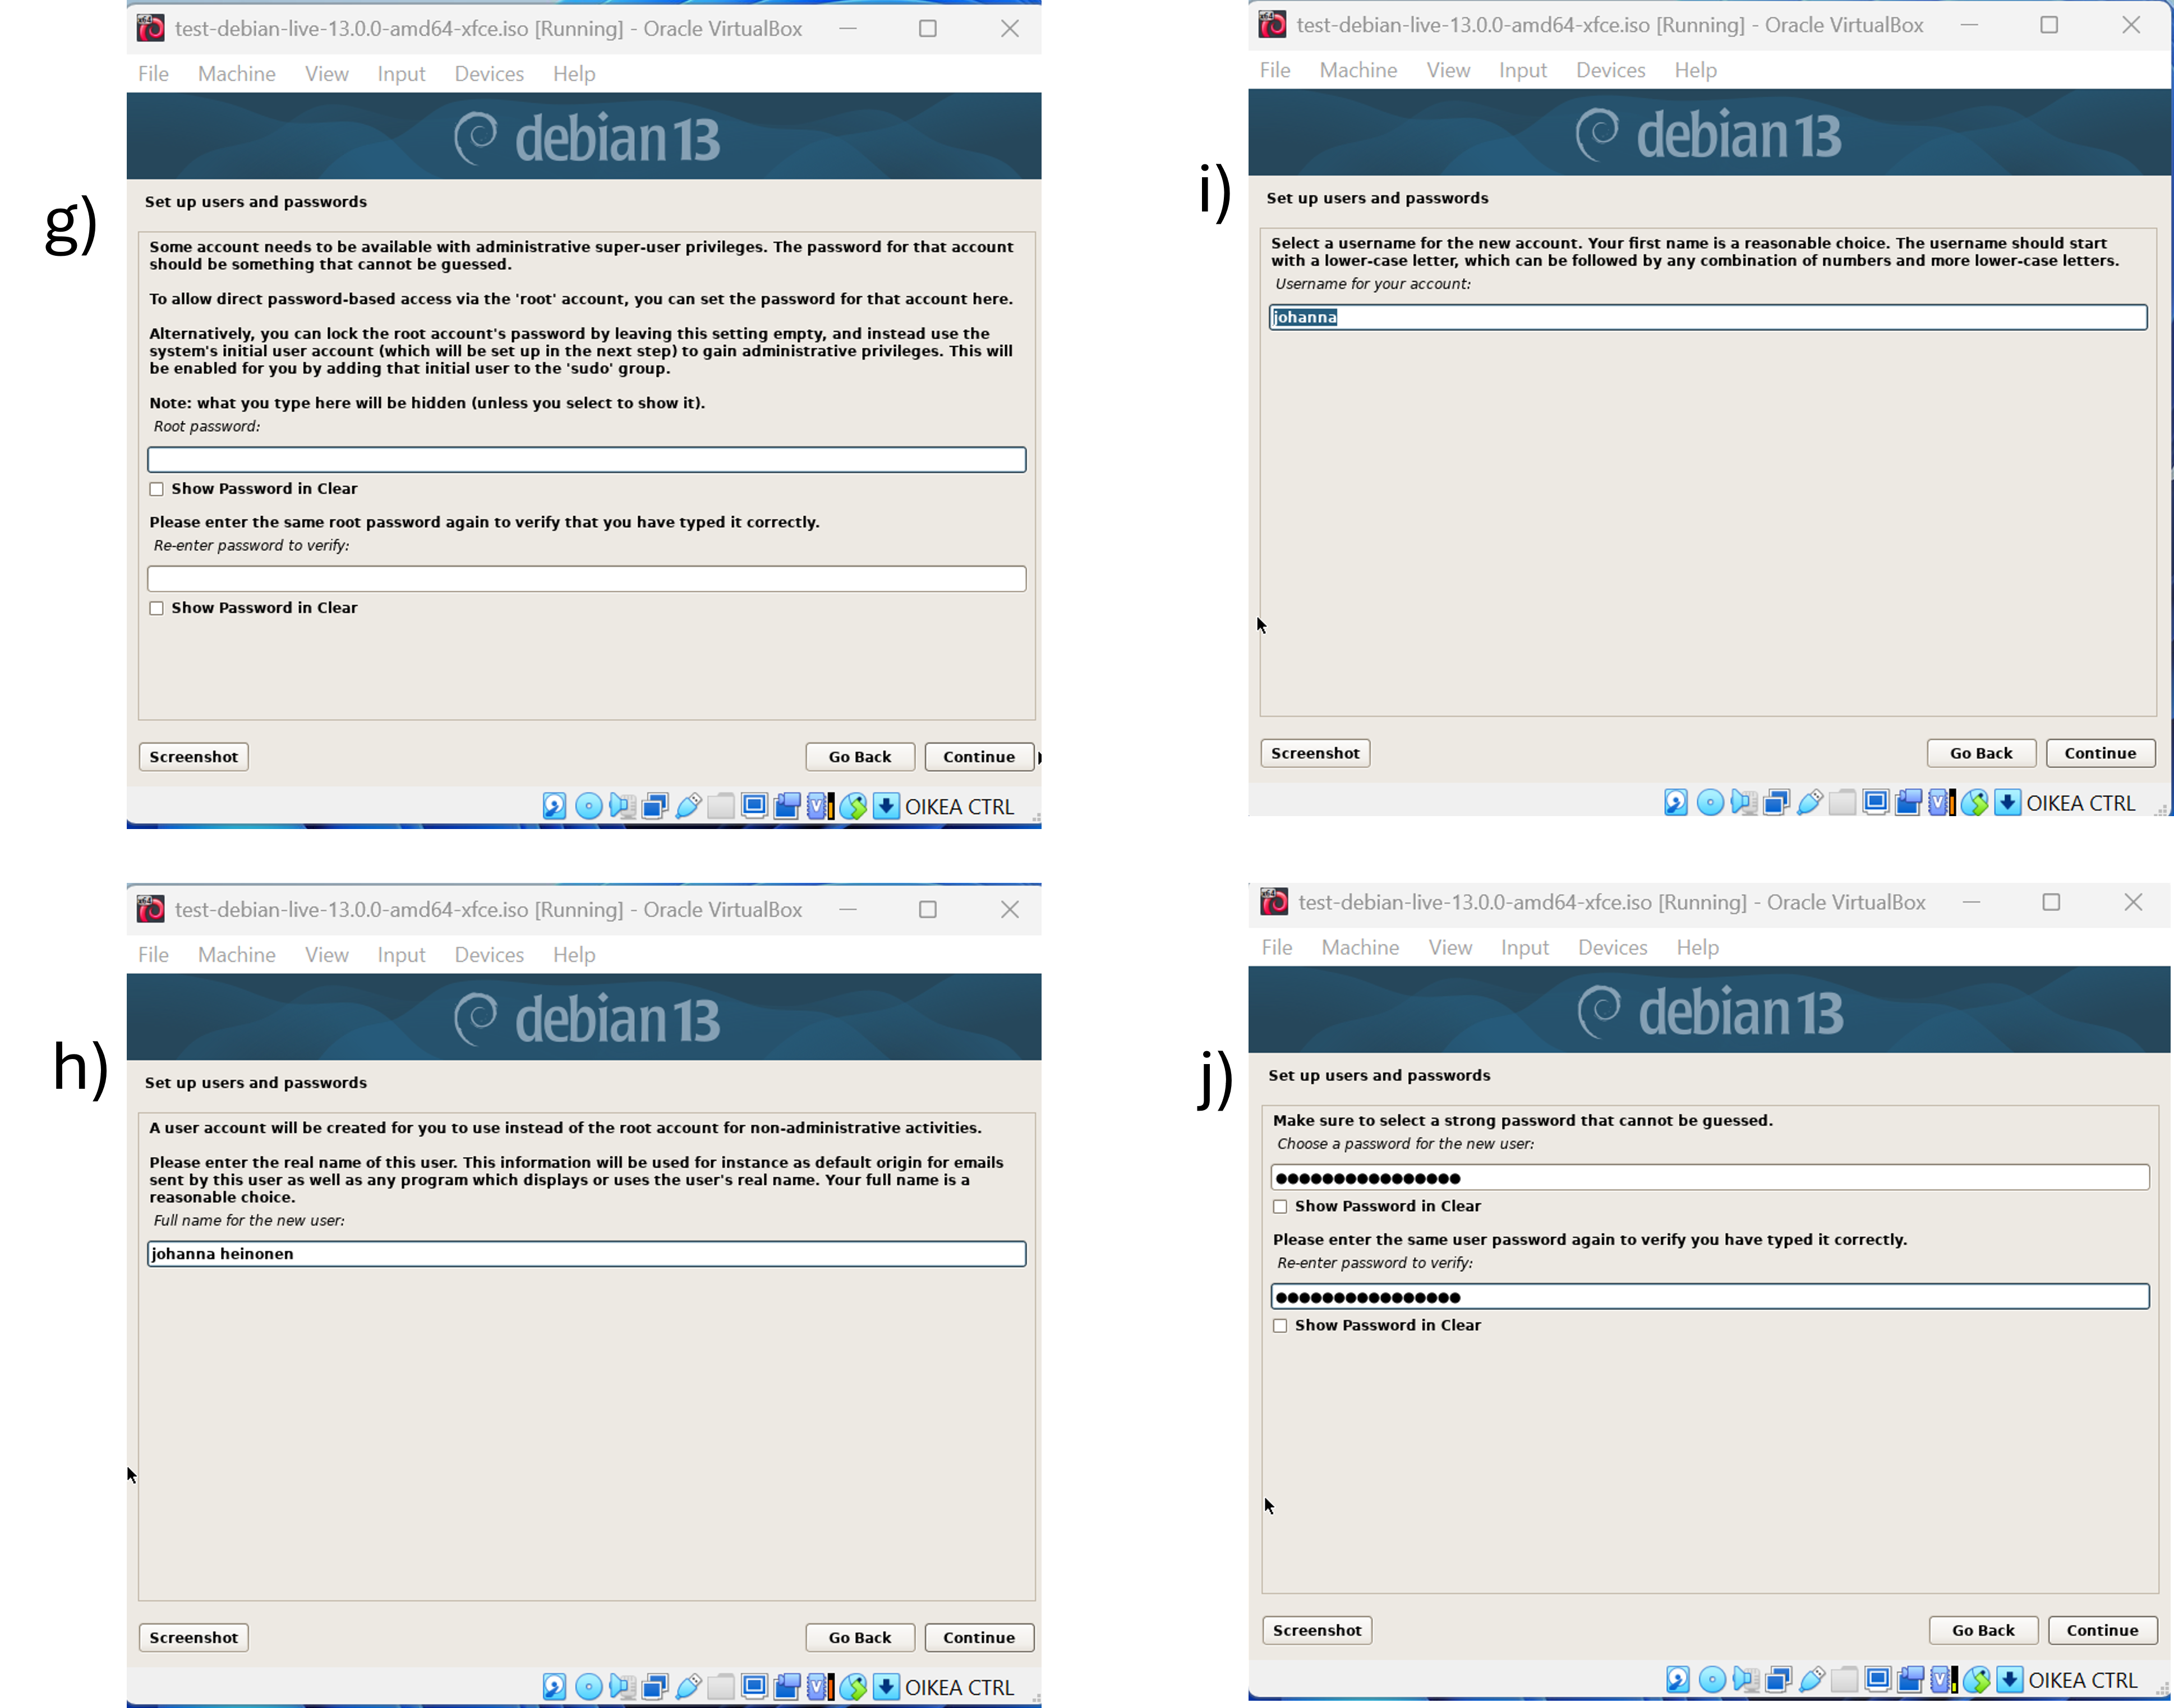 g)
test-debian-live-13.0.0-amd64-xfce.iso [Running] - Oracle VirtualBox
File Machine View Input Devices Help
debian 13
Set up users and passwords
Some account needs to be available with administrative super-user privileges. The password for that account
should be something that cannot be guessed.
To allow direct password-based access via the 'root' account, you can set the password for that account here.
Alternatively, you can lock the root account's password by leaving this setting empty, and instead use the
system's initial user account (which will be set up in the next step) to gain administrative privileges. This will
be enabled for you by adding that initial user to the 'sudo' group.
Note: what you type here will be hidden (unless you select to show it).
Root password:
Show Password in Clear
Please enter the same root password again to verify that you have typed it correctly.
Re-enter password to verify:
Show Password in Clear
Screenshot Go Back Continue
OIKEA CTRL
h)
test-debian-live-13.0.0-amd64-xfce.iso [Running] - Oracle VirtualBox
File Machine View Input Devices Help
debian 13
Set up users and passwords
A user account will be created for you to use instead of the root account for non-administrative activities.
Please enter the real name of this user. This information will be used for instance as default origin for emails
sent by this user as well as any program which displays or uses the user's real name. Your full name is a
reasonable choice.
Full name for the new user:
johanna heinonen
Screenshot Go Back Continue
OIKEA CTRL
i)
test-debian-live-13.0.0-amd64-xfce.iso [Running] - Oracle VirtualBox
File Machine View Input Devices Help
debian 13
Set up users and passwords
Select a username for the new account. Your first name is a reasonable choice. The username should start
with a lower-case letter, which can be followed by any combination of numbers and more lower-case letters.
Username for your account:
johanna
Screenshot Go Back Continue
OIKEA CTRL
j)
test-debian-live-13.0.0-amd64-xfce.iso [Running] - Oracle VirtualBox
File Machine View Input Devices Help
debian 13
Set up users and passwords
Make sure to select a strong password that cannot be guessed.
Choose a password for the new user:
●●●●●●●●●●●●●●●●
Show Password in Clear
Please enter the same user password again to verify you have typed it correctly.
Re-enter password to verify:
●●●●●●●●●●●●●●●●
Show Password in Clear
Screenshot Go Back Continue
OIKEA CTRL